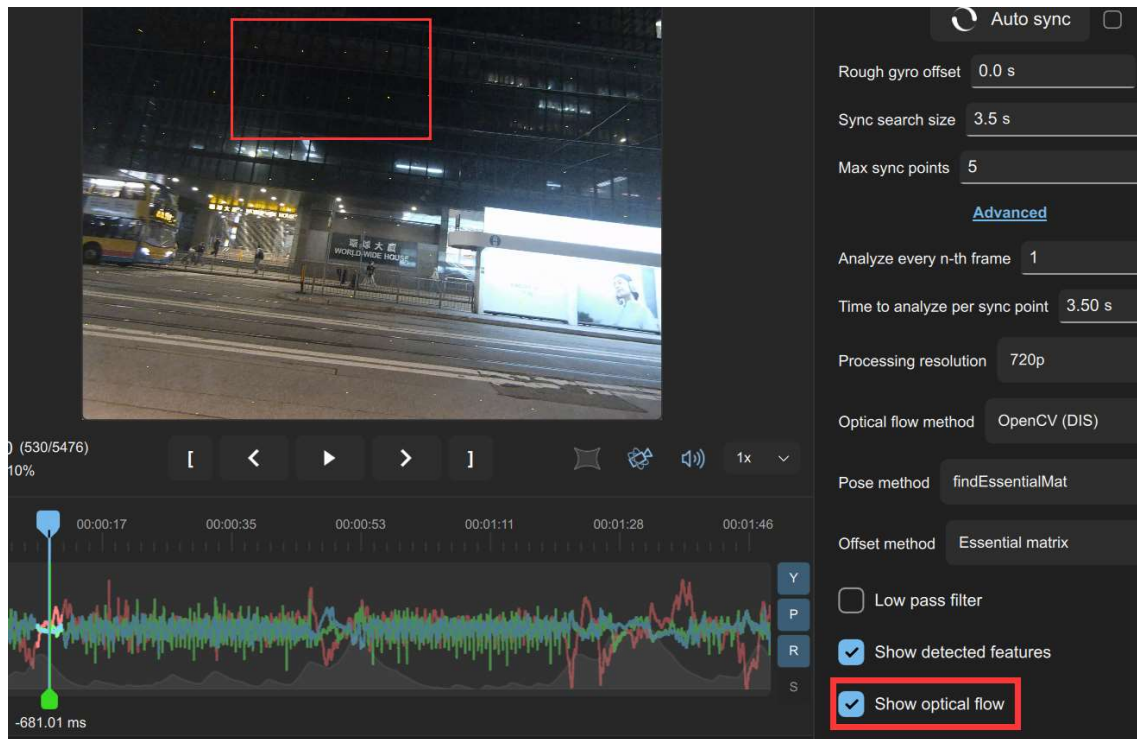 Auto sync
Rough gyro offset 0.0 s
Sync search size 3.5 s
Max sync points 5
Advanced
Analyze every n-th frame 1
Time to analyze per sync point 3.50 s
Processing resolution 720p
Optical flow method OpenCV (DIS)
Pose method findEssentialMat
Offset method Essential matrix
Low pass filter
Show detected features
Show optical flow
環球大廈
WORLD-WIDE HOUSE
(530/5476)
10%
[ ]
1x
00:00:17 00:00:35 00:00:53 00:01:11 00:01:28 00:01:46
Y
P
R
S
-681.01 ms